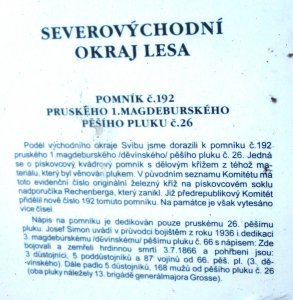 SEVEROVÝCHODNÍ
OKRAJ LESA
POMNÍK č.192
PRUSKÉHO 1.MAGDEBURSKÉHO
PĚŠÍHO PLUKU č.26
Podél východního okraje Svíbu jsme dorazili k pomníku č.192
pruského 1 magdeburského /děvínského/ pěšího pluku č. 26. Jedná
se o pískovcový kvádrový pomník s dělovým křížem z téhož ma-
teriálu, který byl věnován plukem. V původním seznamu Komitétu má
toto evidenční číslo originální železný kříž na pískovcovém soklu
nadporučíka Rechenberga, který zanikl. Již předrepublikový Komitét
přidělil nově číslo 192 tomuto pomníku. Na památce je však vytesáno
více čísel.
Nápis na pomníku je dedikován pouze pruskému 26. pěšímu
pluku. Josef Simon uvádí v průvodci bojištěm z roku 1936 i dedikaci
3. magdeburskému /děvínskému/ pěšímu pluku č. 66 s nápisem: Zde
bojovali a zemřeli hrdinnou smrtí 3.7.1866 a pohřbeni jsou:
3 důstojníci, 5 poddůstojníků a 87 vojínů od 66. pěš. pl. (3. dě-
vínského). Dále padlo 5.důstojníků, 168 mužů od pěšího pluku č. 26
(oba pluky náležely 13. brigádě generálmajora Grosse).